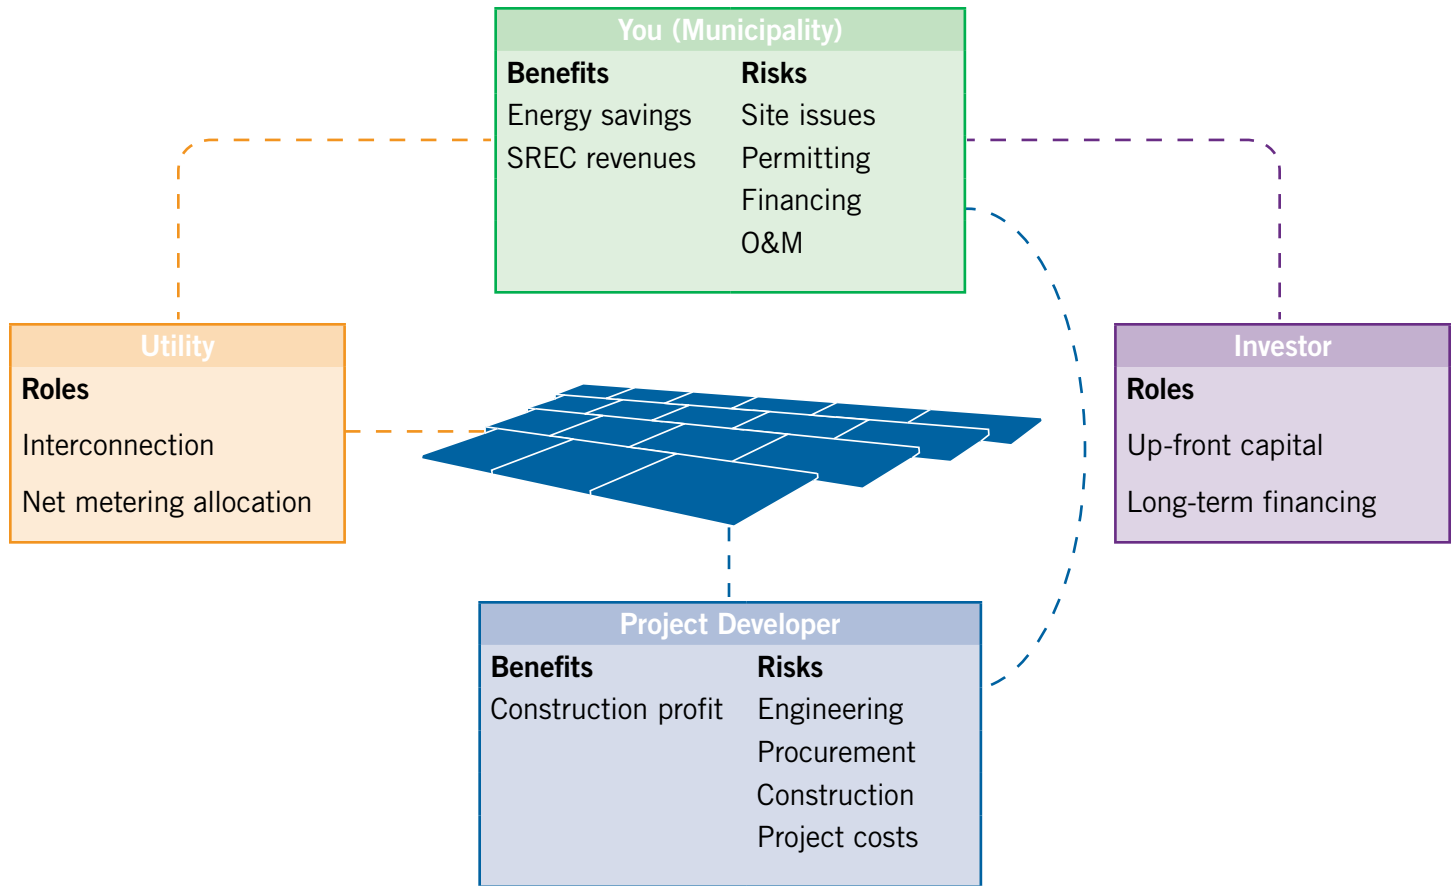 You (Municipality)
Benefits
Energy savings
SREC revenues
Risks
Site issues
Permitting
Financing
O&M
Utility
Roles
Interconnection
Net metering allocation
Investor
Roles
Up-front capital
Long-term financing
Project Developer
Benefits
Construction profit
Risks
Engineering
Procurement
Construction
Project costs